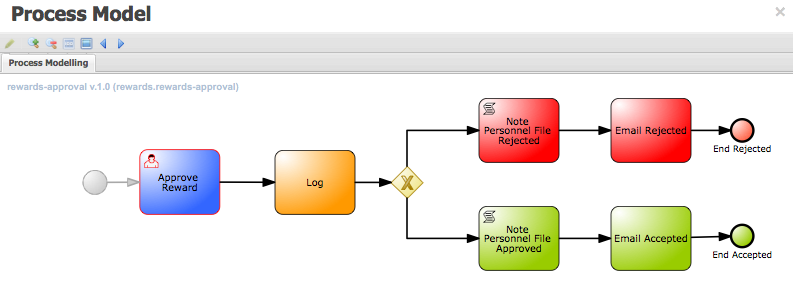 Process Model
Process Modelling
rewards-approval v.1.0 (rewards.rewards-approval)
Approve
Reward
Log
X
Note
Personnel File
Rejected
Email Rejected
End Rejected
Note
Personnel File
Approved
Email Accepted
End Accepted